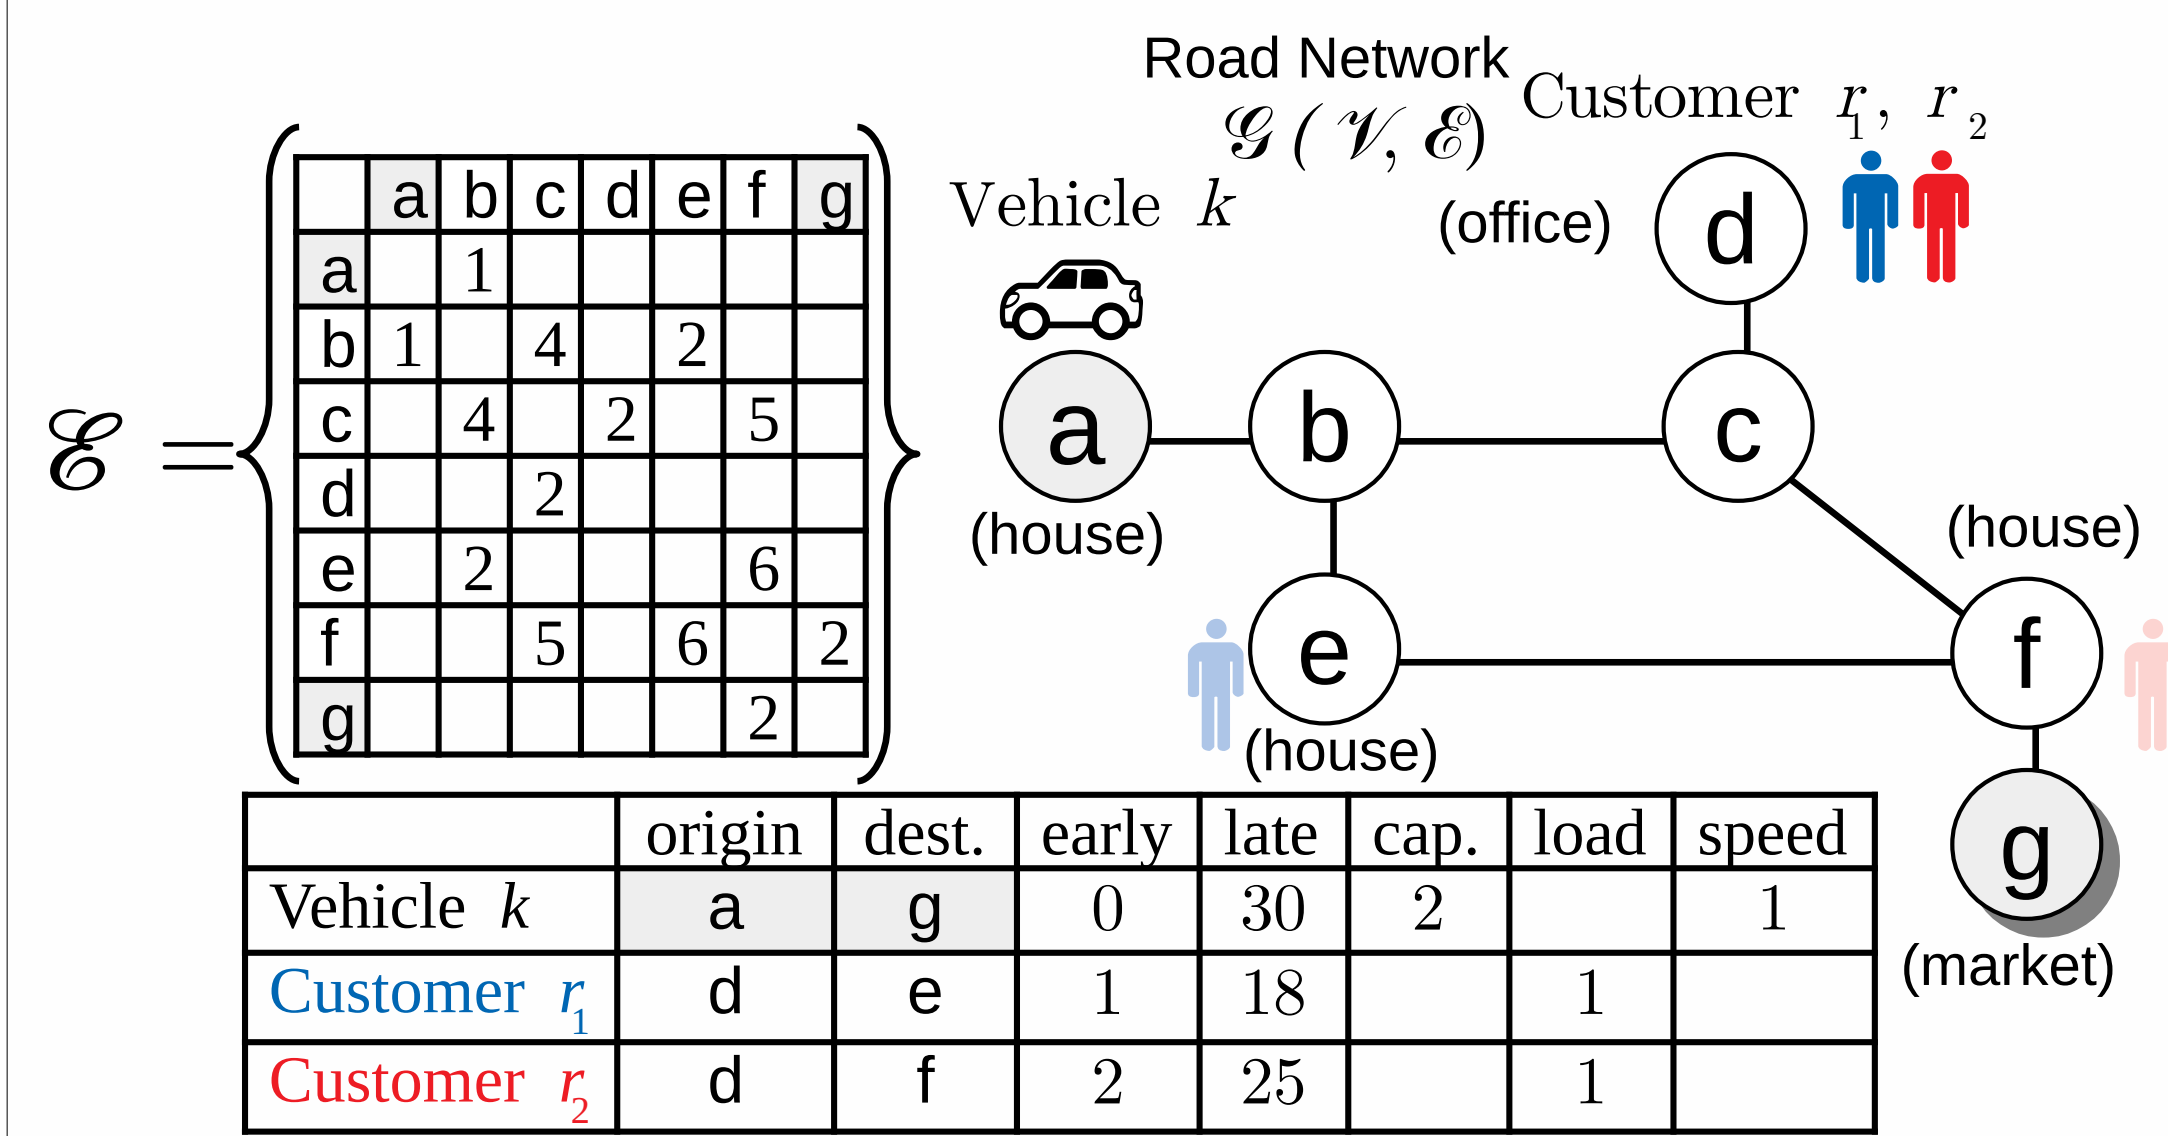 Road Network
𝒢(𝒱, ℰ)
Customer r₁, r₂
Vehicle k
(office)
d
a b c d e f g
a 1
b 1 4 2
c 4 2 5
d 2
e 2 6
f 5 6 2
g 2
ℰ =
a
b
c
(house)
(house)
e
f
(house)
g
(market)
origin dest. early late cap. load speed
Vehicle k a g 0 30 2 1
Customer r₁ d e 1 18 1
Customer r₂ d f 2 25 1